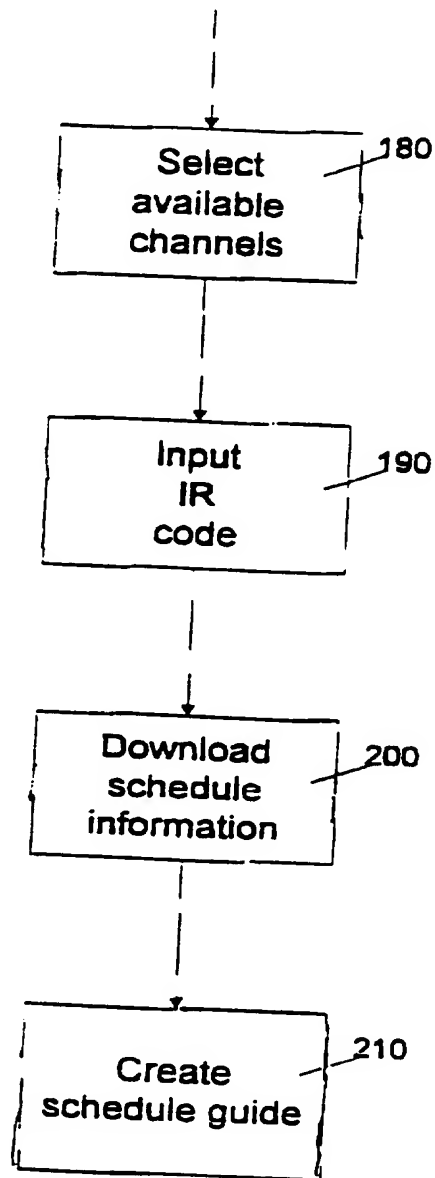 180
Select
available
channels
190
Input
IR
code
200
Download
schedule
information
210
Create
schedule guide